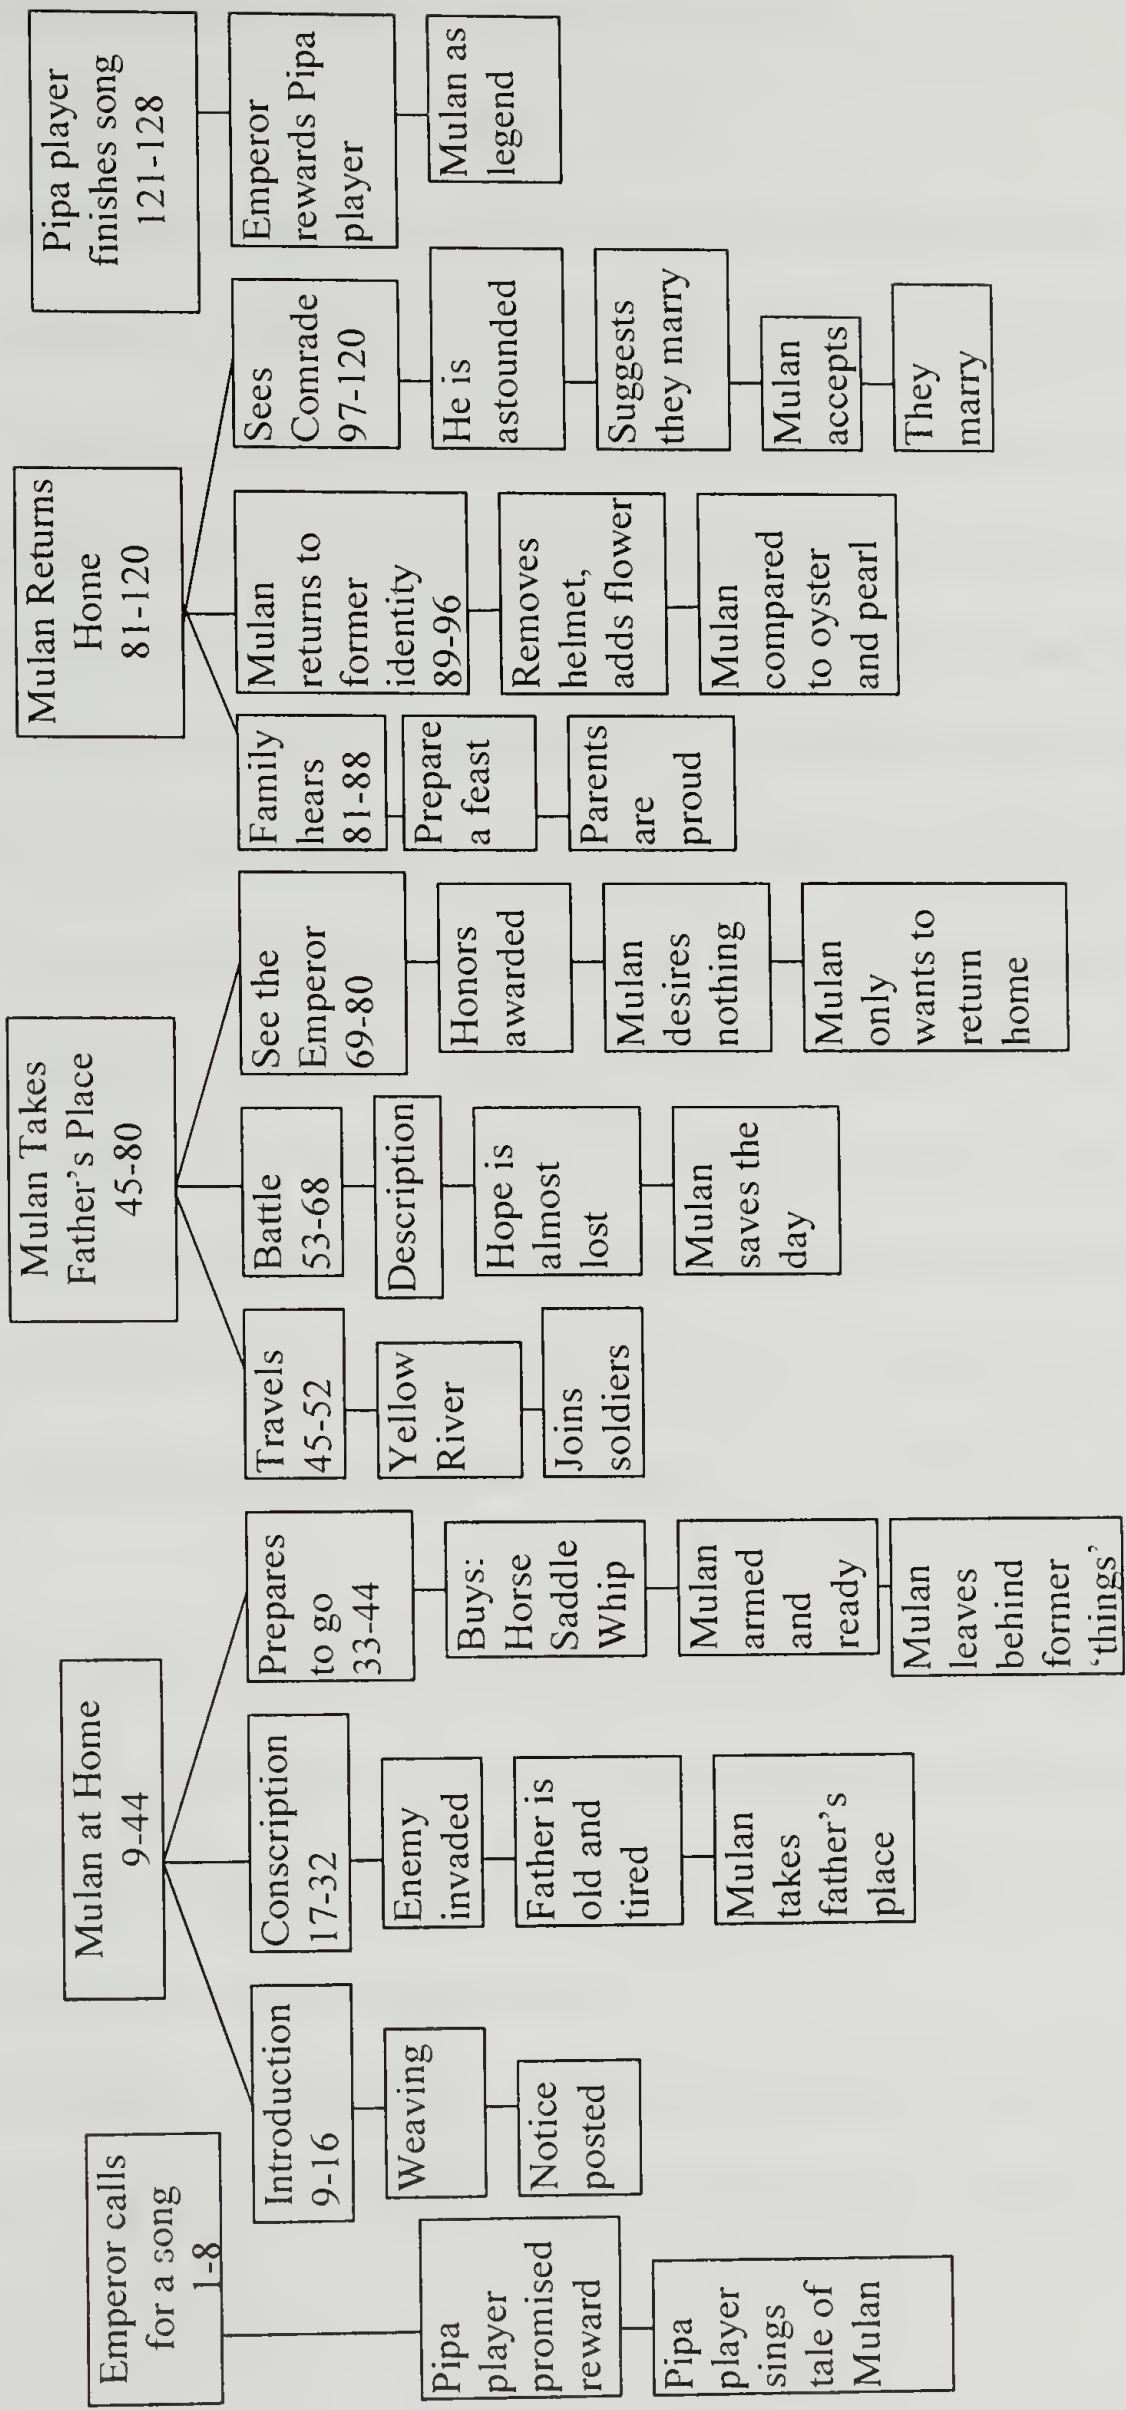 Emperor calls
for a song
1-8
Pipa
player
promised
reward
Pipa
player
sings
tale of
Mulan
Mulan at Home
9-44
Introduction
9-16
Weaving
Notice
posted
Conscription
17-32
Enemy
invaded
Father is
old and
tired
Mulan
takes
father's
place
Prepares
to go
33-44
Buys:
Horse
Saddle
Whip
Mulan
armed
and
ready
Mulan
leaves
behind
former
'things'
Mulan Takes
Father's Place
45-80
Travels
45-52
Yellow
River
Joins
soldiers
Battle
53-68
Description
Hope is
almost
lost
Mulan
saves the
day
See the
Emperor
69-80
Honors
awarded
Mulan
desires
nothing
Mulan
only
wants to
return
home
Mulan Returns
Home
81-120
Family
hears
81-88
Prepare
a feast
Parents
are
proud
Mulan
returns to
former
identity
89-96
Removes
helmet,
adds flower
Mulan
compared
to oyster
and pearl
Sees
Comrade
97-120
He is
astounded
Suggests
they marry
Mulan
accepts
They
marry
Pipa player
finishes song
121-128
Emperor
rewards Pipa
player
Mulan as
legend